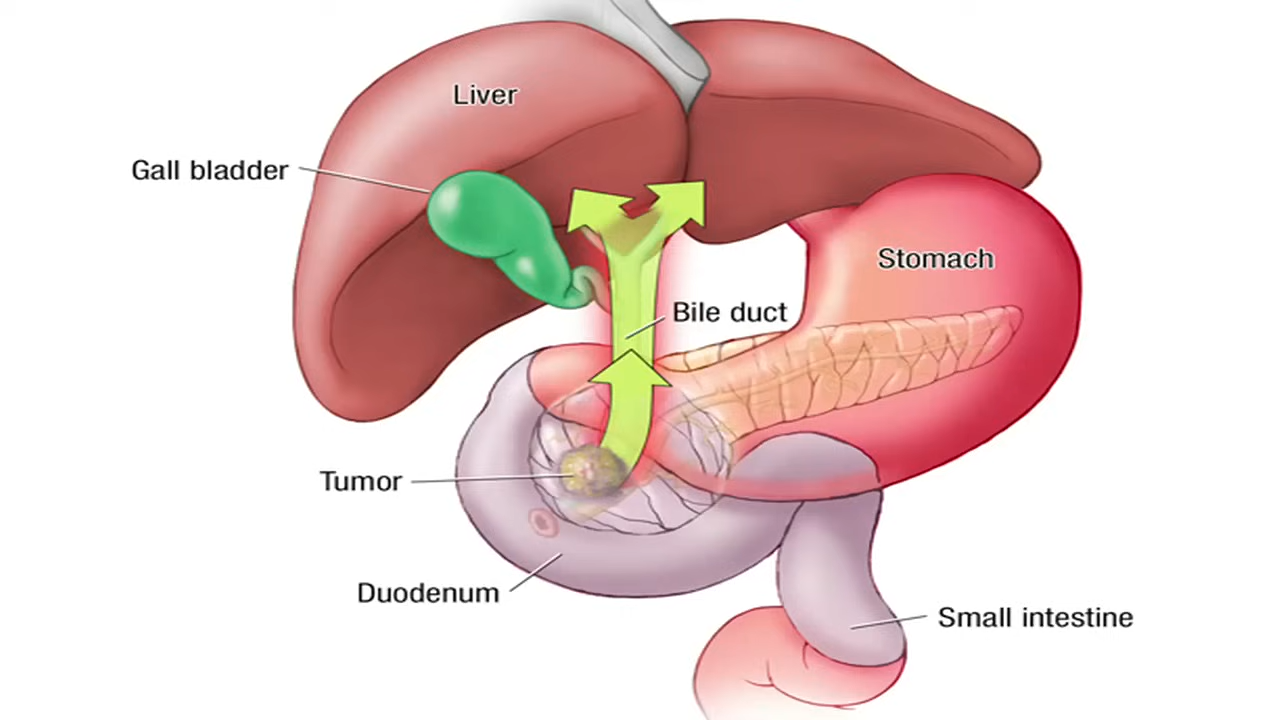 Liver
Gall bladder
Stomach
Bile duct
Tumor
Duodenum
Small intestine